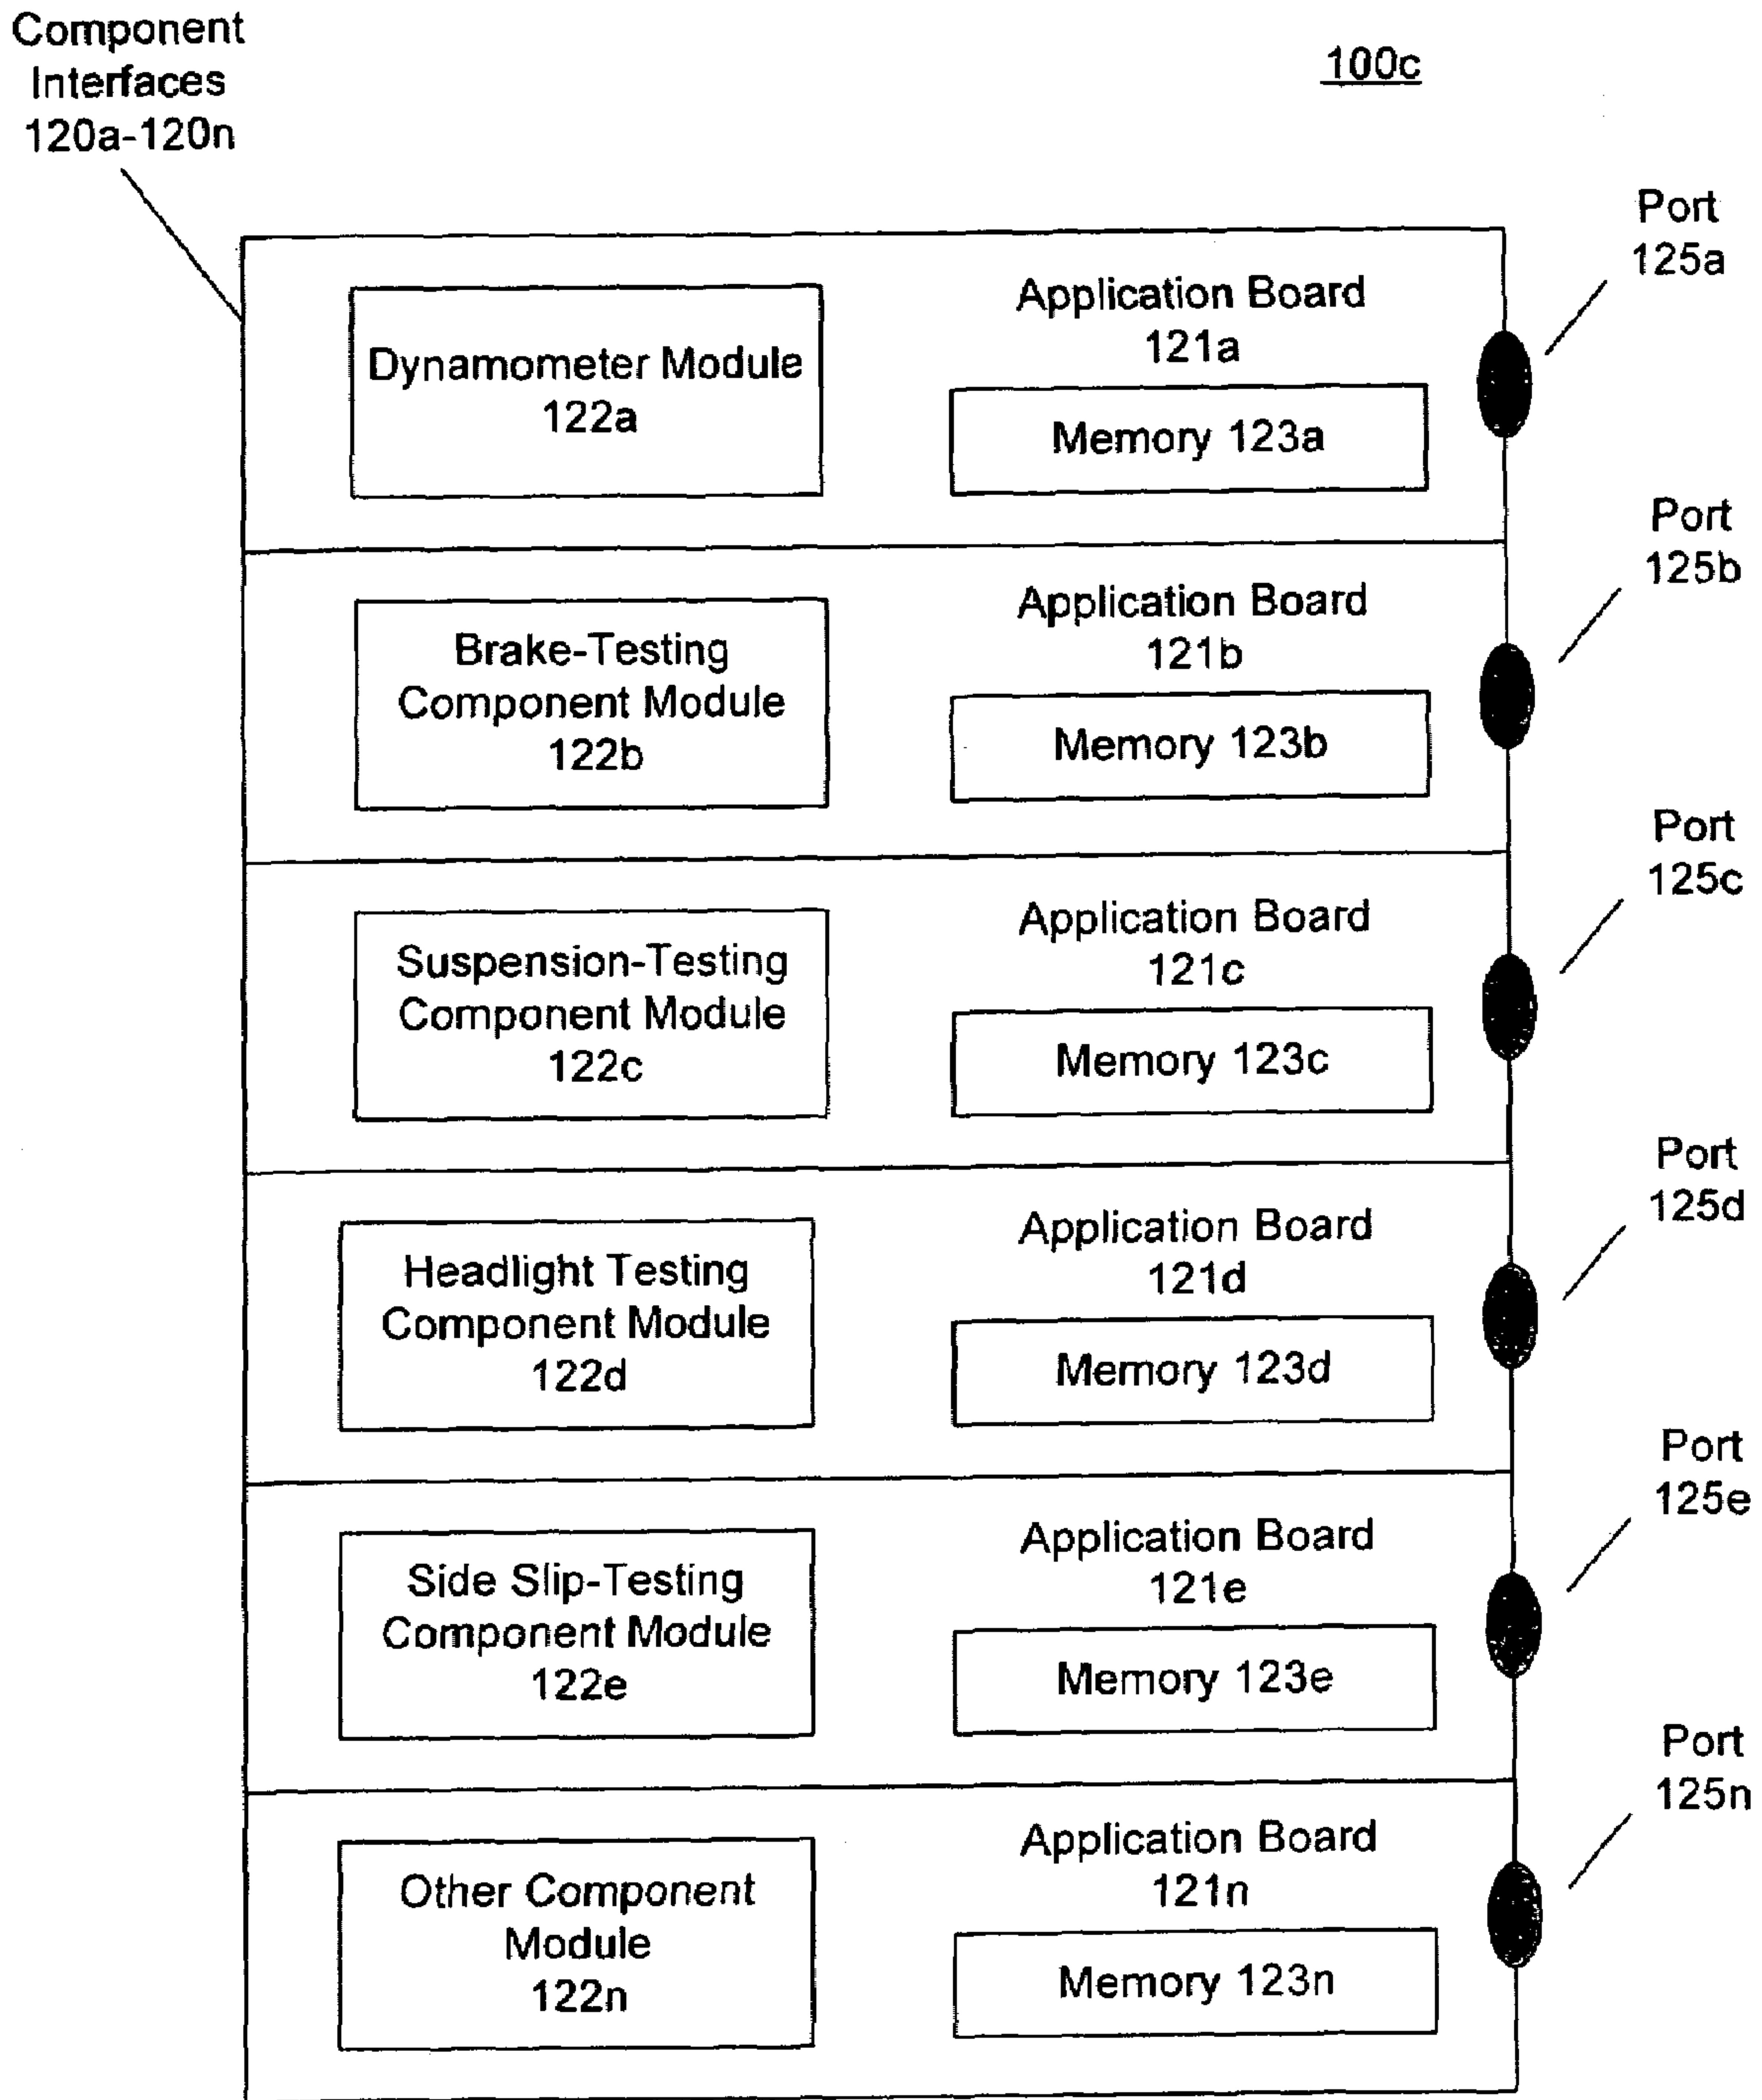 Component
Interfaces
120a-120n
100c
Port
125a
Dynamometer Module
122a
Application Board
121a
Memory 123a
Port
125b
Brake-Testing
Component Module
122b
Application Board
121b
Memory 123b
Port
125c
Suspension-Testing
Component Module
122c
Application Board
121c
Memory 123c
Port
125d
Headlight Testing
Component Module
122d
Application Board
121d
Memory 123d
Port
125e
Side Slip-Testing
Component Module
122e
Application Board
121e
Memory 123e
Port
125n
Other Component
Module
122n
Application Board
121n
Memory 123n